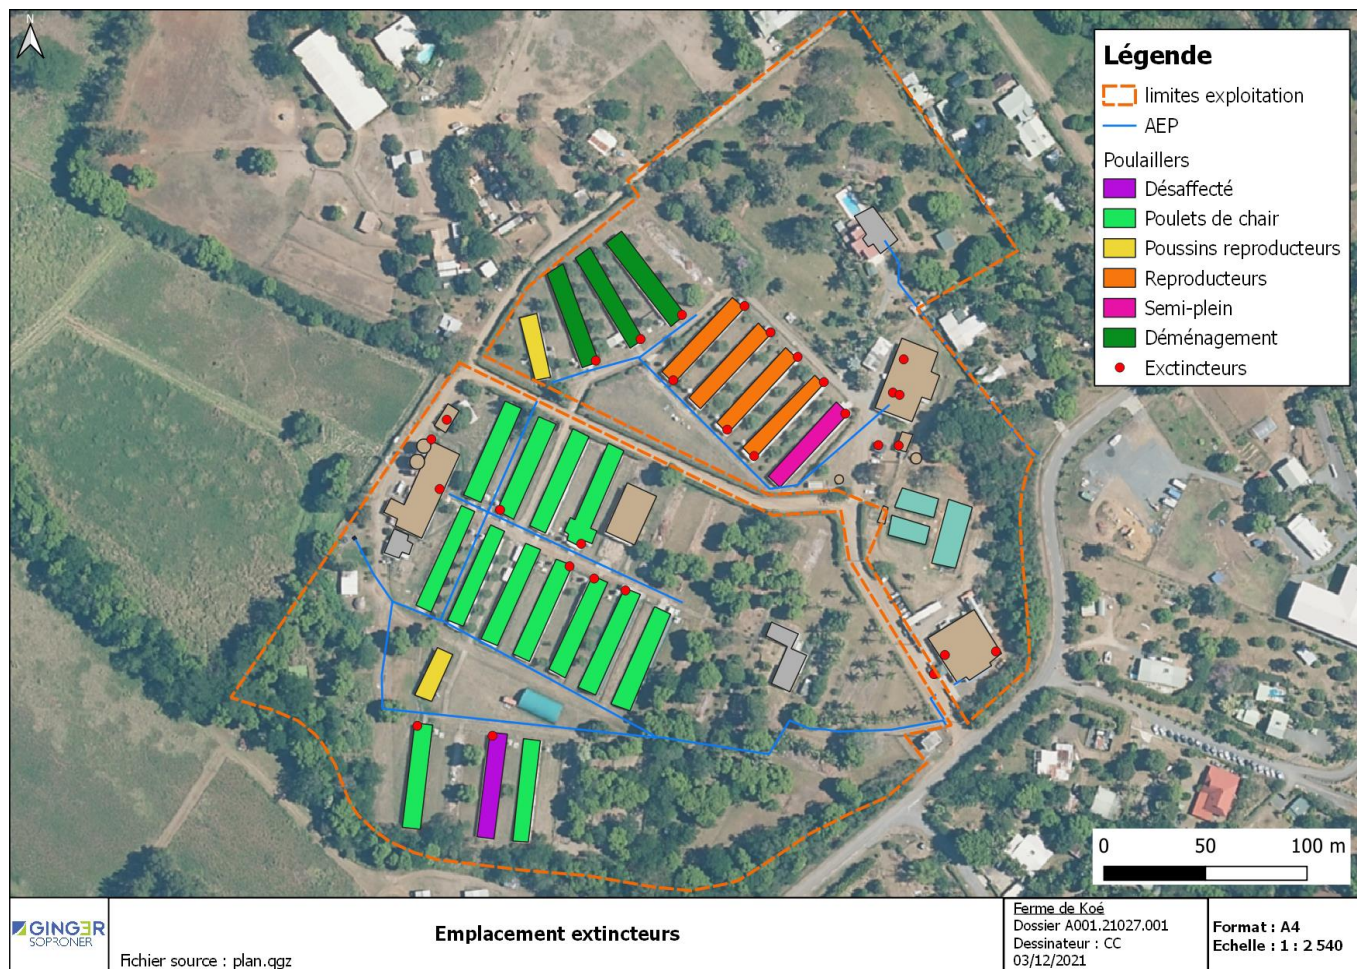 N
Légende
limites exploitation
AEP
Poulaillers
Désaffecté
Poulets de chair
Poussins reproducteurs
Reproducteurs
Semi-plein
Déménagement
Exctincteurs
0 50 100 m
GINGER
SOPRONER
Fichier source : plan.qgz
Emplacement extincteurs
Ferme de Koé
Dossier A001.21027.001
Dessinateur : CC
03/12/2021
Format : A4
Echelle : 1 : 2 540